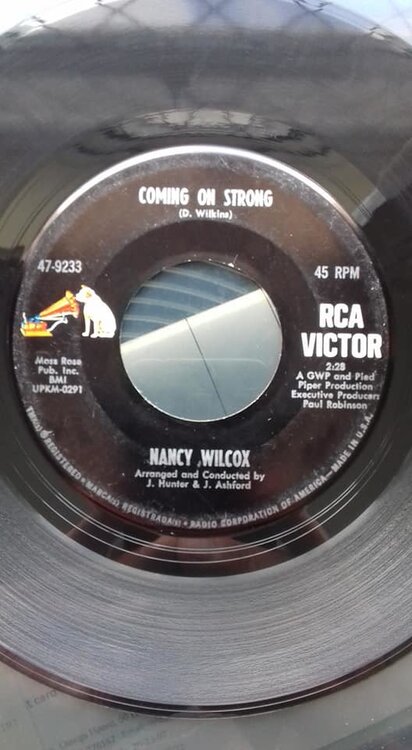 COMING ON STRONG
(D. Wilkins)
47-9233
45 RPM
RCA
VICTOR
Moss Rose
Pub. Inc.
BMI
UPKM-0291
2:28
A GWP and Pied
Piper Production
Executive Producer:
Paul Robinson
NANCY WILCOX
Arranged and Conducted by
J. Hunter & J. Ashford
TMK(S) REGISTERED • MARCA(S) REGISTRADA(S) • RADIO CORPORATION OF AMERICA – MADE IN U.S.A.